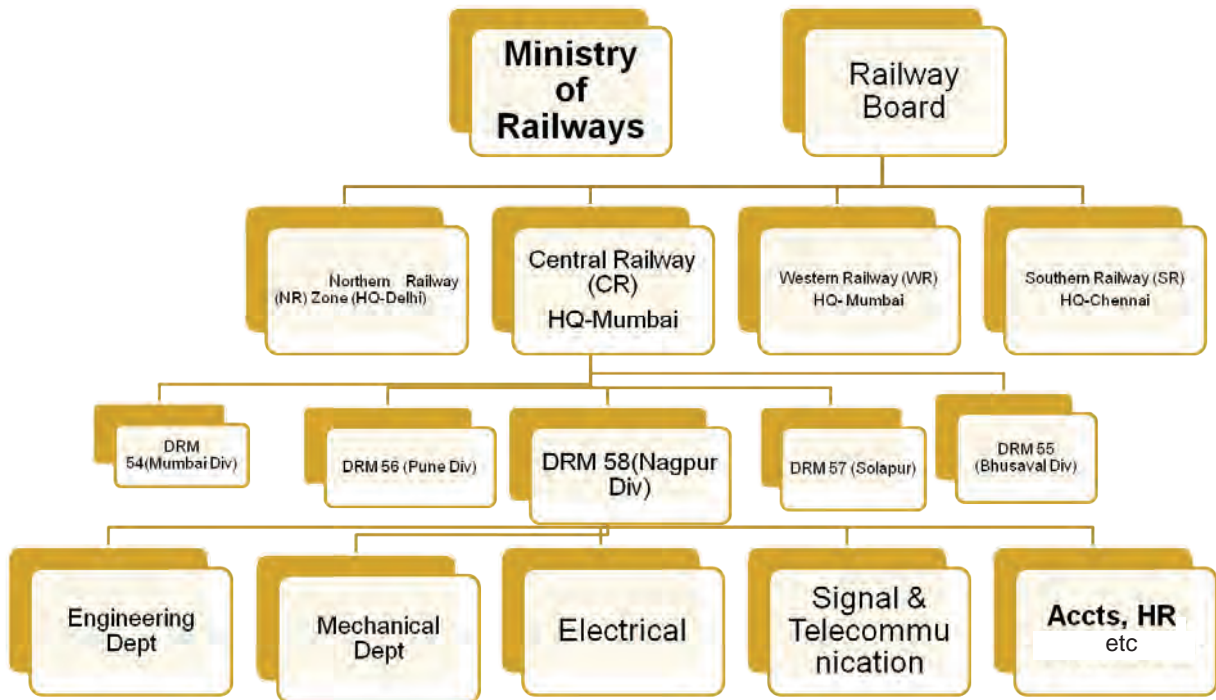 Ministry
of
Railways
Railway
Board
Northern Railway
(NR) Zone (HQ-Delhi)
Central Railway
(CR)
HQ-Mumbai
Western Railway (WR)
HQ- Mumbai
Southern Railway (SR)
HQ-Chennai
DRM
54(Mumbai Div)
DRM 56 (Pune Div)
DRM 58(Nagpur
Div)
DRM 57 (Solapur)
DRM 55
(Bhusaval Div)
Engineering
Dept
Mechanical
Dept
Electrical
Signal &
Telecommu
nication
Accts, HR
etc